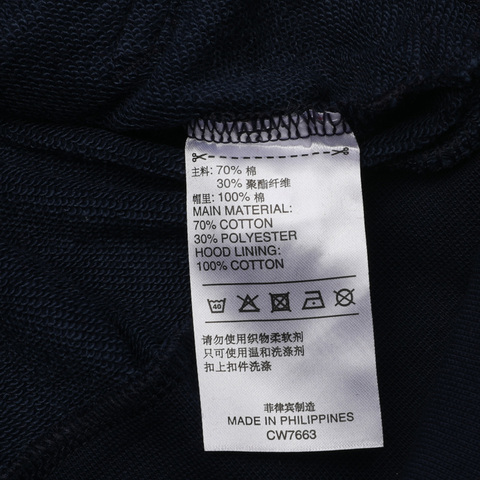 主料: 70% 棉
30% 聚酯纤维
帽里: 100% 棉
MAIN MATERIAL:
70% COTTON
30% POLYESTER
HOOD LINING:
100% COTTON
40
请勿使用织物柔软剂
只可使用温和洗涤剂
扣上扣件洗涤
菲律宾制造
MADE IN PHILIPPINES
CW7663